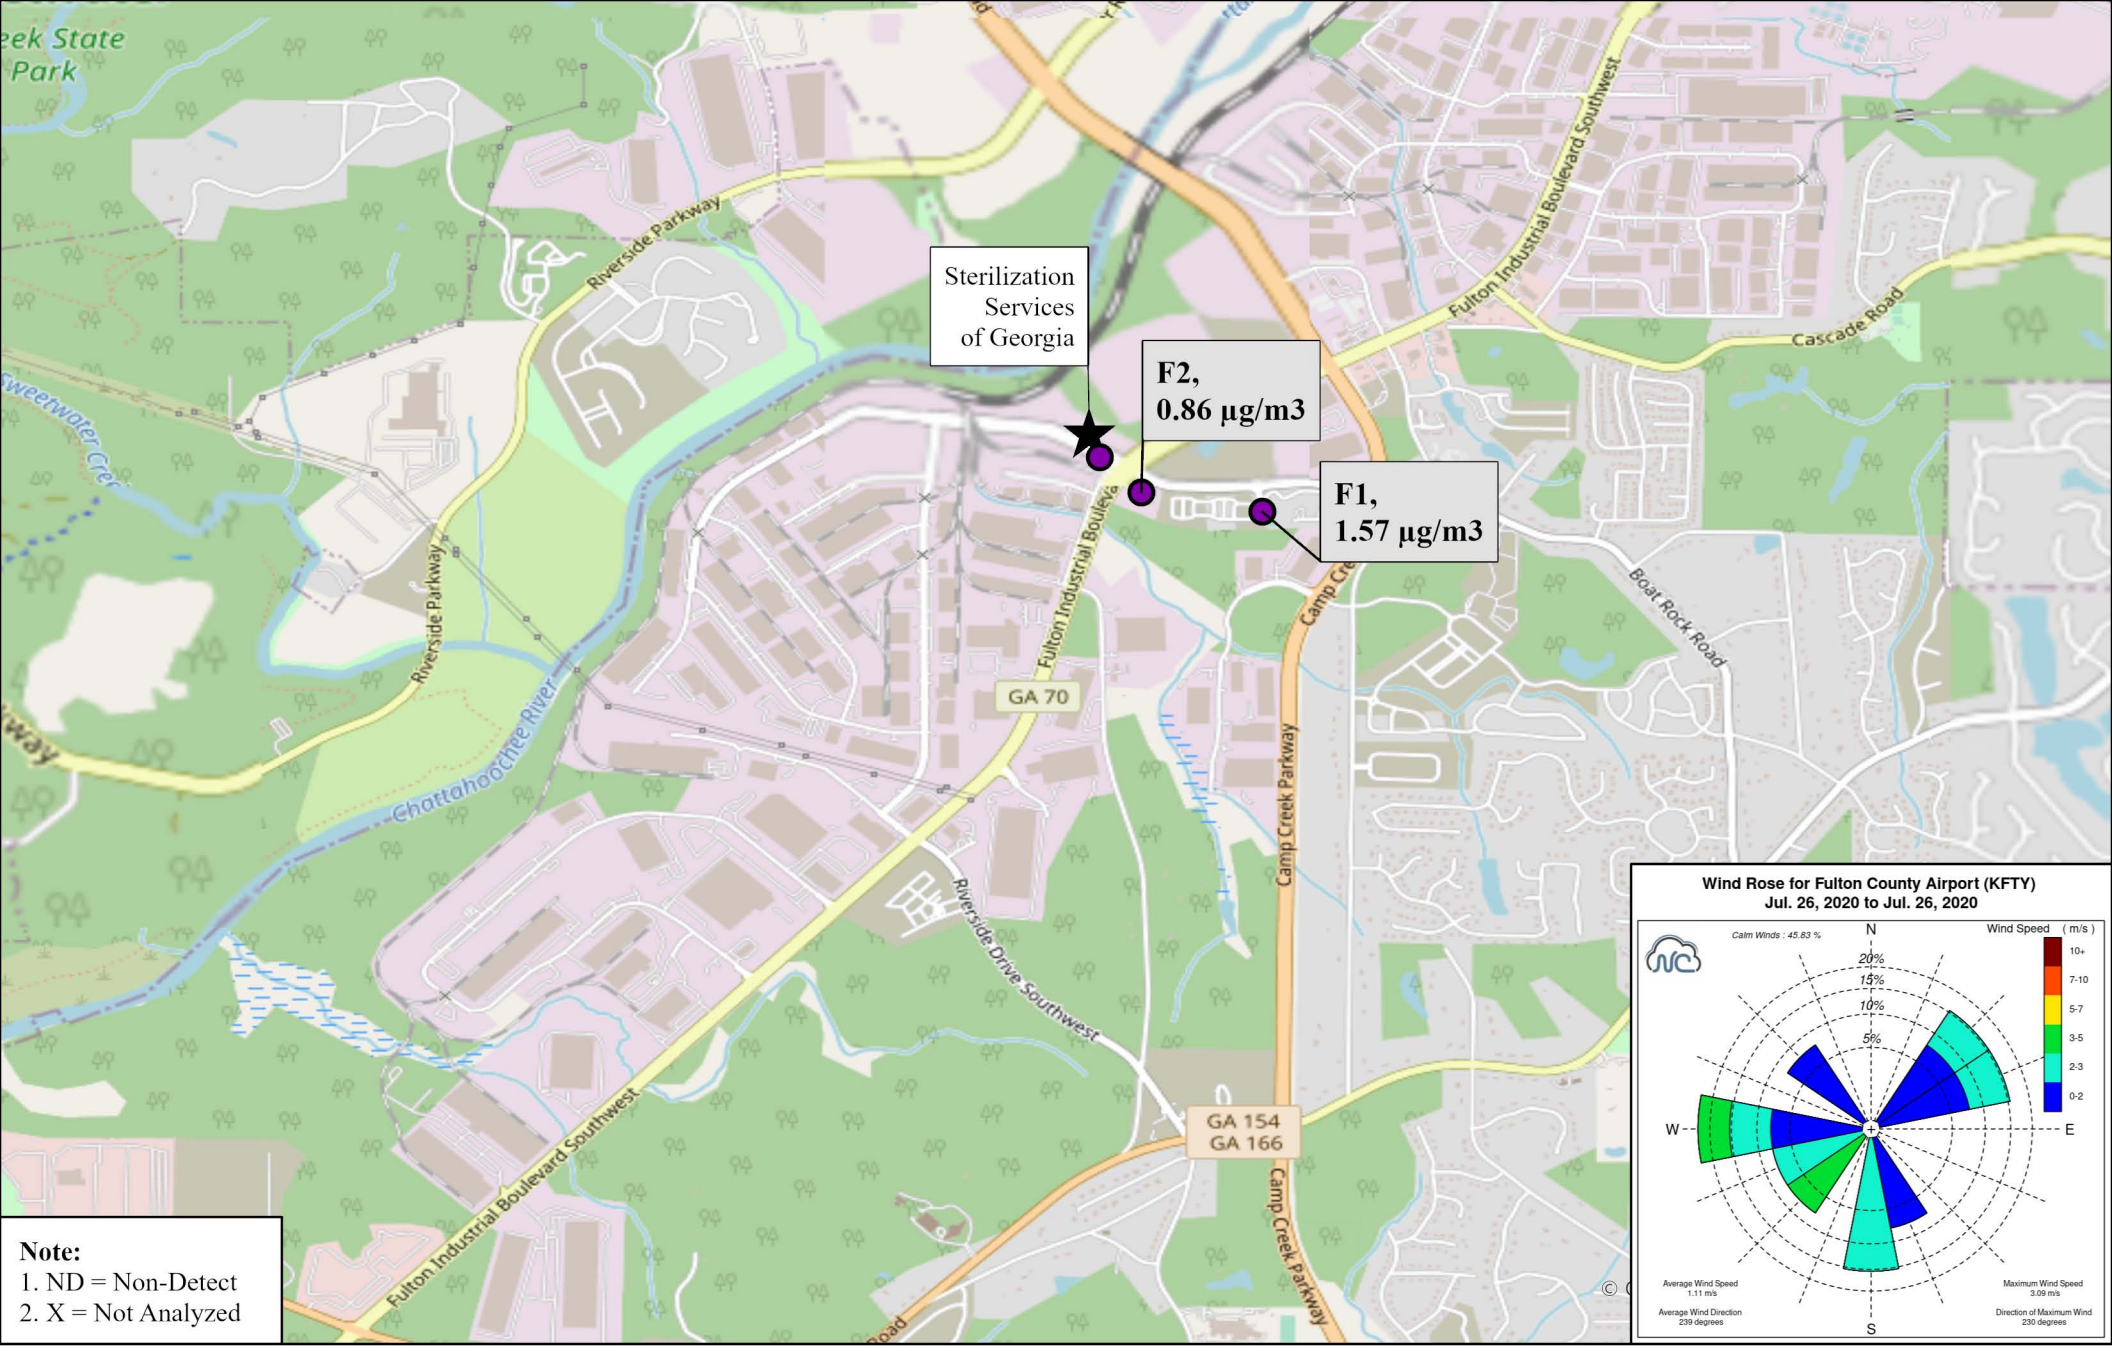 eek State
Park
Riverside Parkway
Sweetwater Cree
Riverside Parkway
way
Chattahoochee River
Sterilization
Services
of Georgia
F2,
0.86 µg/m3
F1,
1.57 µg/m3
Fulton Industrial Boulevard Southwest
Cascade Road
Fulton Industrial Bouleva
Boat Rock Road
Camp Cre
GA 70
Camp Creek Parkway
Riverside Drive Southwest
GA 154
GA 166
Camp Creek Parkway
Fulton Industrial Boulevard Southwest
Road
©
Note:
1. ND = Non-Detect
2. X = Not Analyzed
Wind Rose for Fulton County Airport (KFTY)
Jul. 26, 2020 to Jul. 26, 2020
Calm Winds : 45.83 %
N
Wind Speed ( m/s )
NC
20%
15%
10%
5%
10+
7-10
5-7
3-5
2-3
0-2
W
E
S
Average Wind Speed
1.11 m/s
Average Wind Direction
239 degrees
Maximum Wind Speed
3.09 m/s
Direction of Maximum Wind
230 degrees